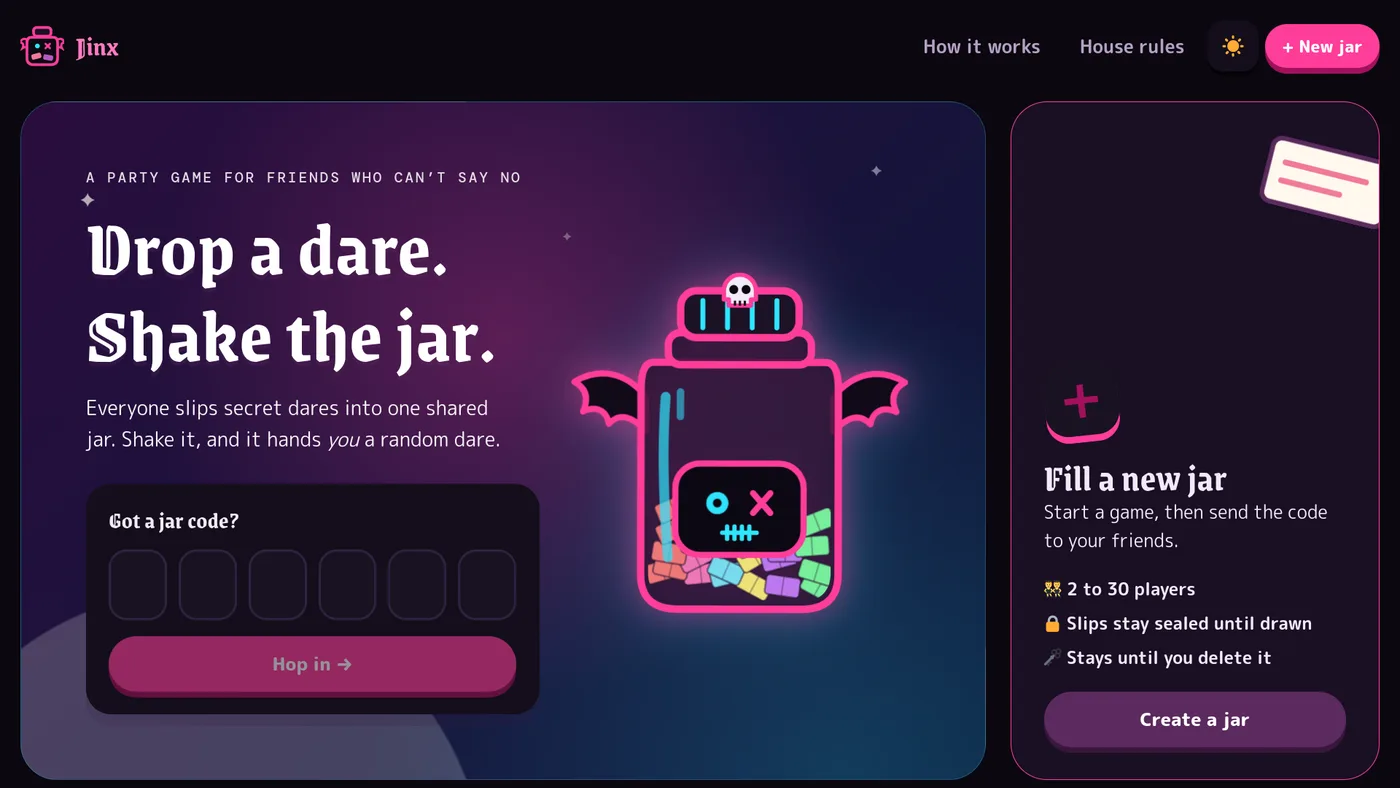 Jinx
How it works
House rules
+ New jar
A PARTY GAME FOR FRIENDS WHO CAN’T SAY NO
Drop a dare.
Shake the jar.
Everyone slips secret dares into one shared
jar. Shake it, and it hands you a random dare.
Got a jar code?
Hop in →
Fill a new jar
Start a game, then send the code
to your friends.
2 to 30 players
Slips stay sealed until drawn
Stays until you delete it
Create a jar